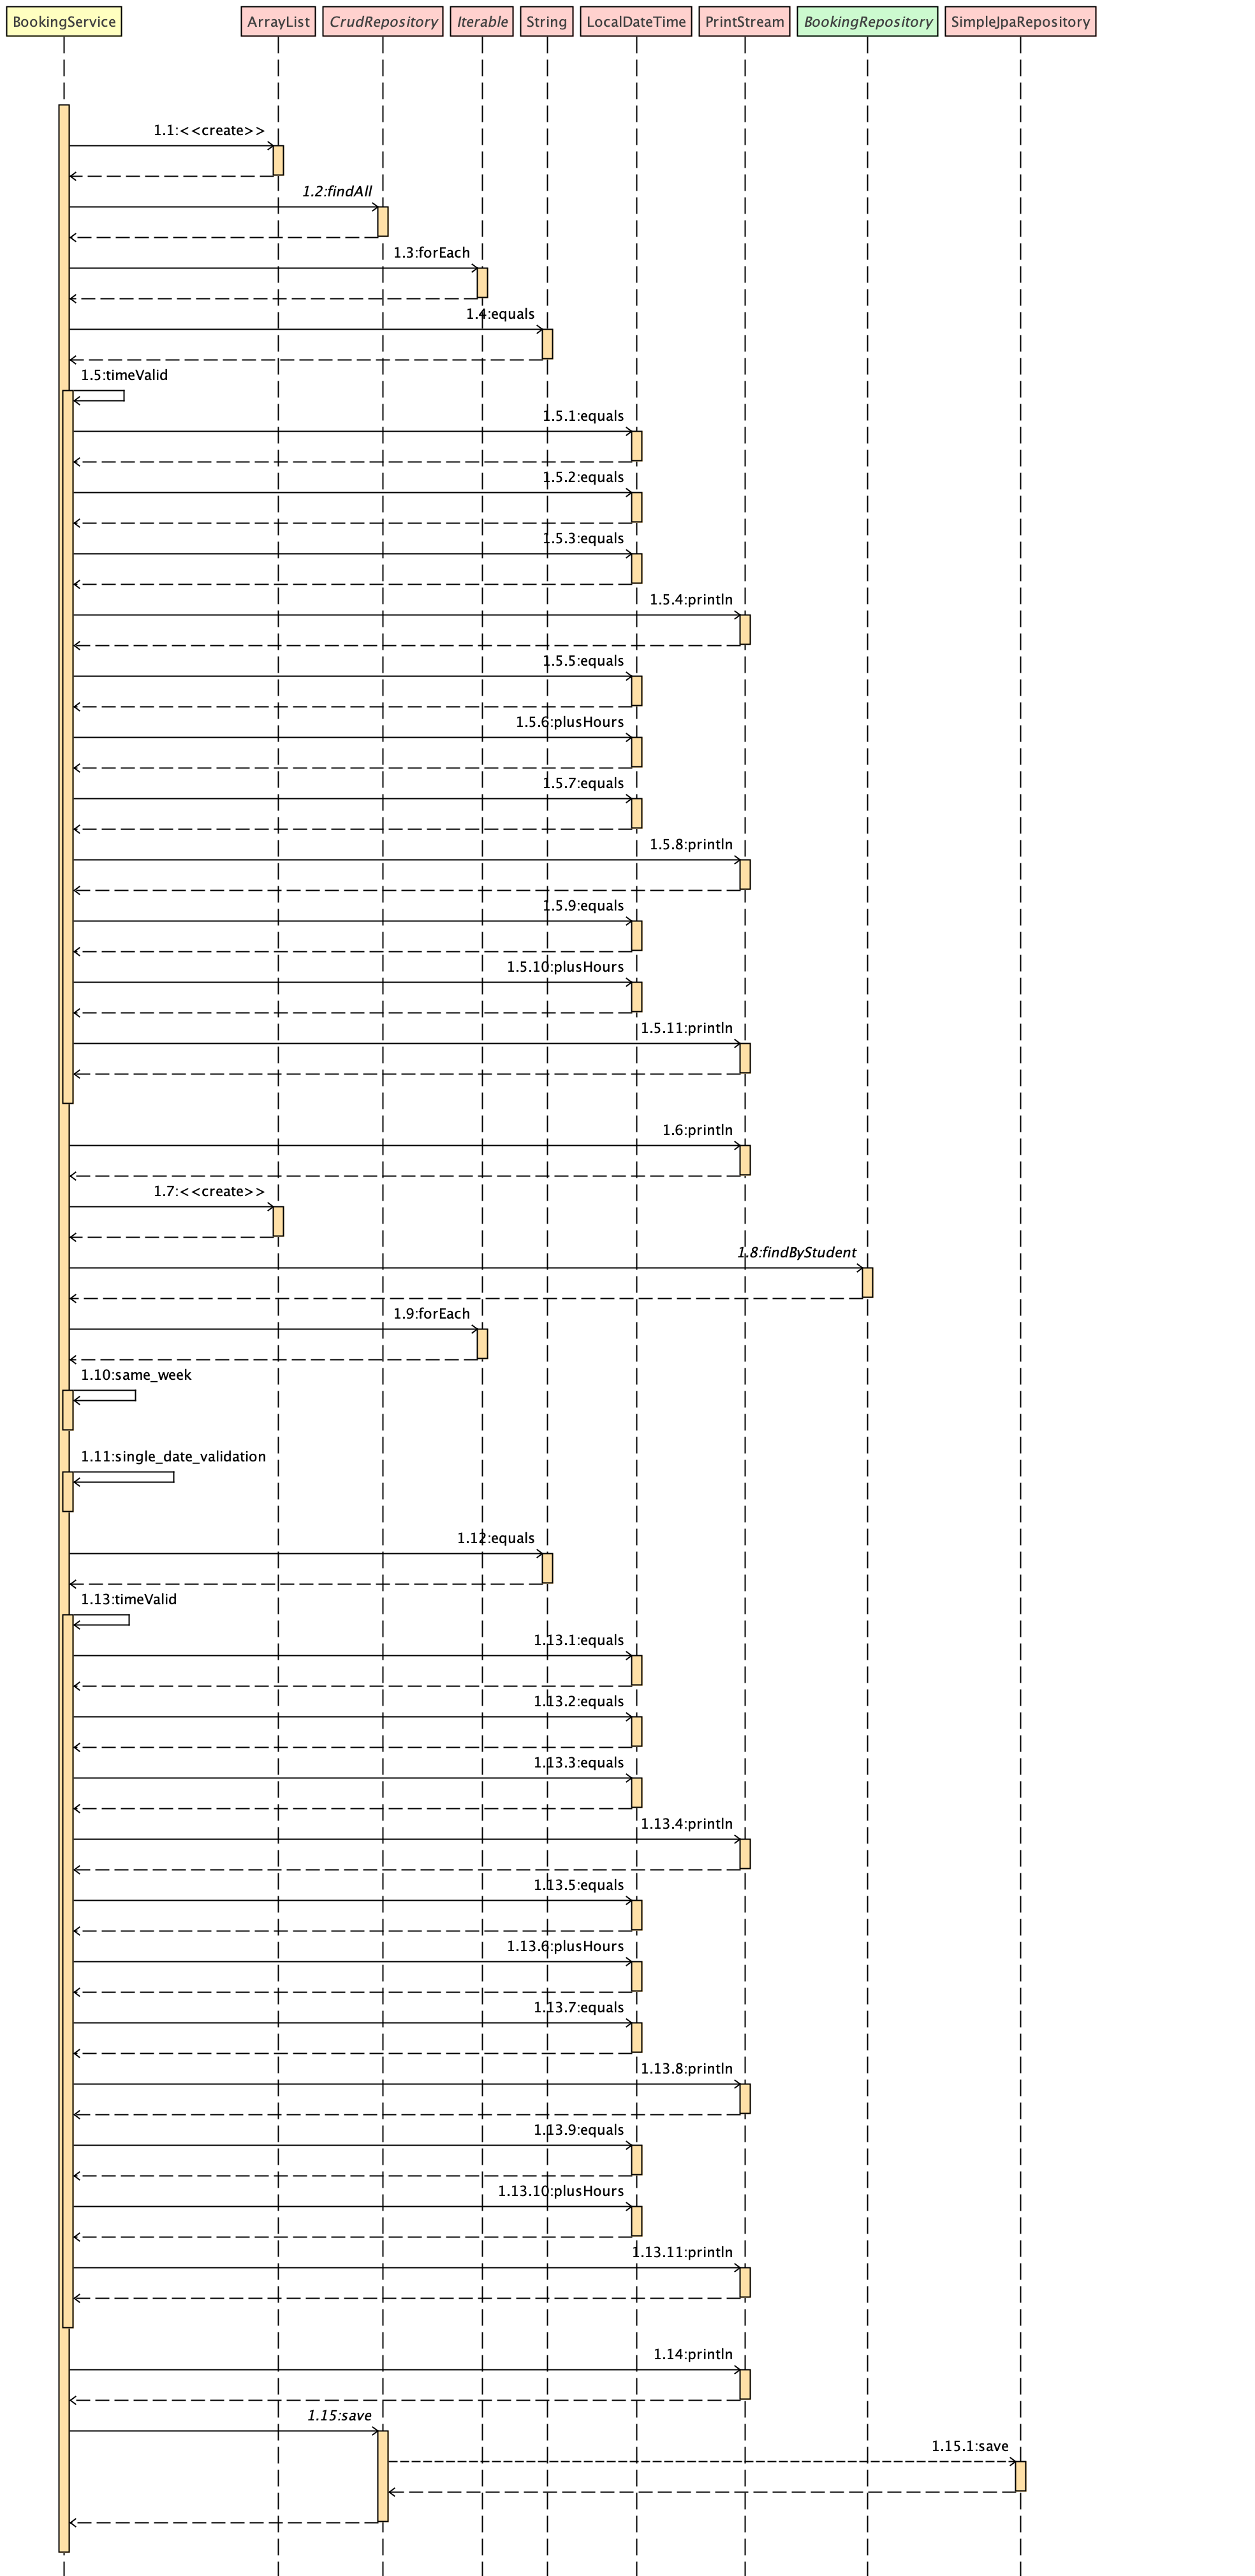 BookingService ArrayList CrudRepository Iterable String LocalDateTime PrintStream BookingRepository SimpleJpaRepository
1.1:<<create>>
1.2:findAll
1.3:forEach
1.4:equals
1.5:timeValid
1.5.1:equals
1.5.2:equals
1.5.3:equals
1.5.4:println
1.5.5:equals
1.5.6:plusHours
1.5.7:equals
1.5.8:println
1.5.9:equals
1.5.10:plusHours
1.5.11:println
1.6:println
1.7:<<create>>
1.8:findByStudent
1.9:forEach
1.10:same_week
1.11:single_date_validation
1.12:equals
1.13:timeValid
1.13.1:equals
1.13.2:equals
1.13.3:equals
1.13.4:println
1.13.5:equals
1.13.6:plusHours
1.13.7:equals
1.13.8:println
1.13.9:equals
1.13.10:plusHours
1.13.11:println
1.14:println
1.15:save
1.15.1:save